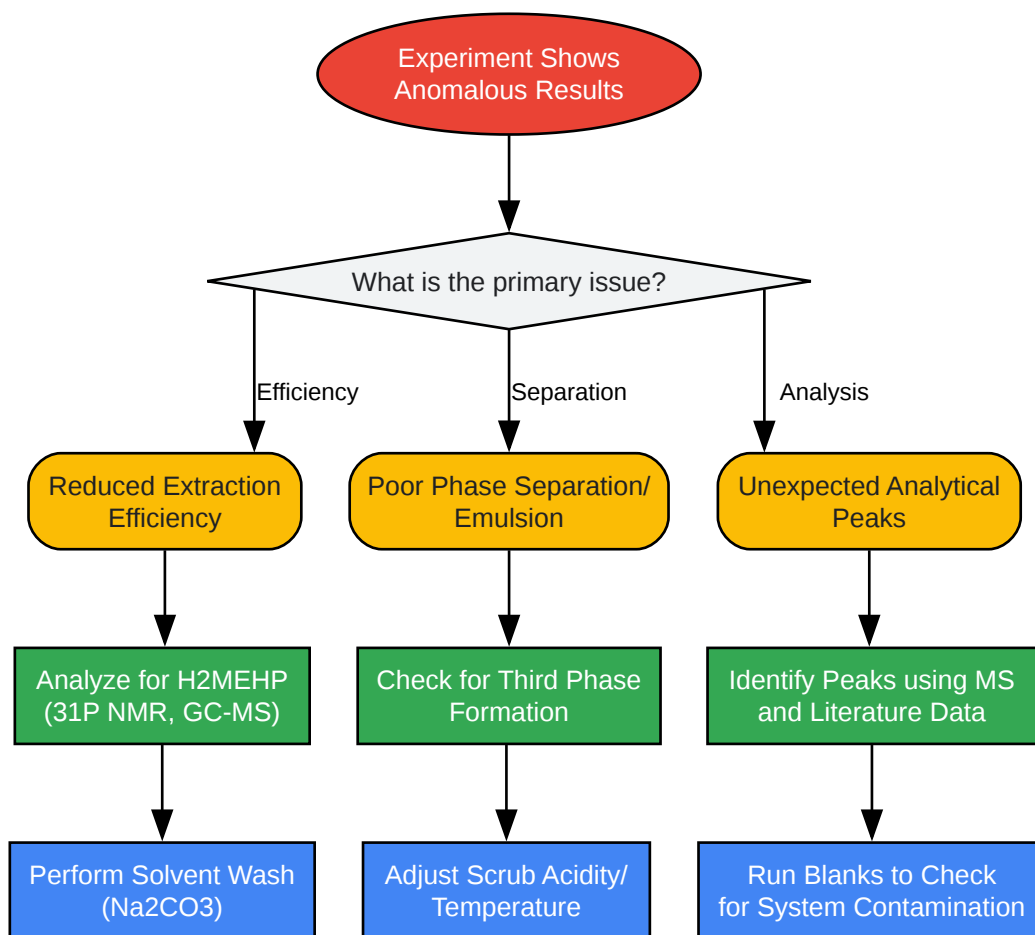 Experiment Shows
Anomalous Results
What is the primary issue?
Efficiency
Separation
Analysis
Reduced Extraction
Efficiency
Poor Phase Separation/
Emulsion
Unexpected Analytical
Peaks
Analyze for H2MEHP
(31P NMR, GC-MS)
Check for Third Phase
Formation
Identify Peaks using MS
and Literature Data
Perform Solvent Wash
(Na2CO3)
Adjust Scrub Acidity/
Temperature
Run Blanks to Check
for System Contamination